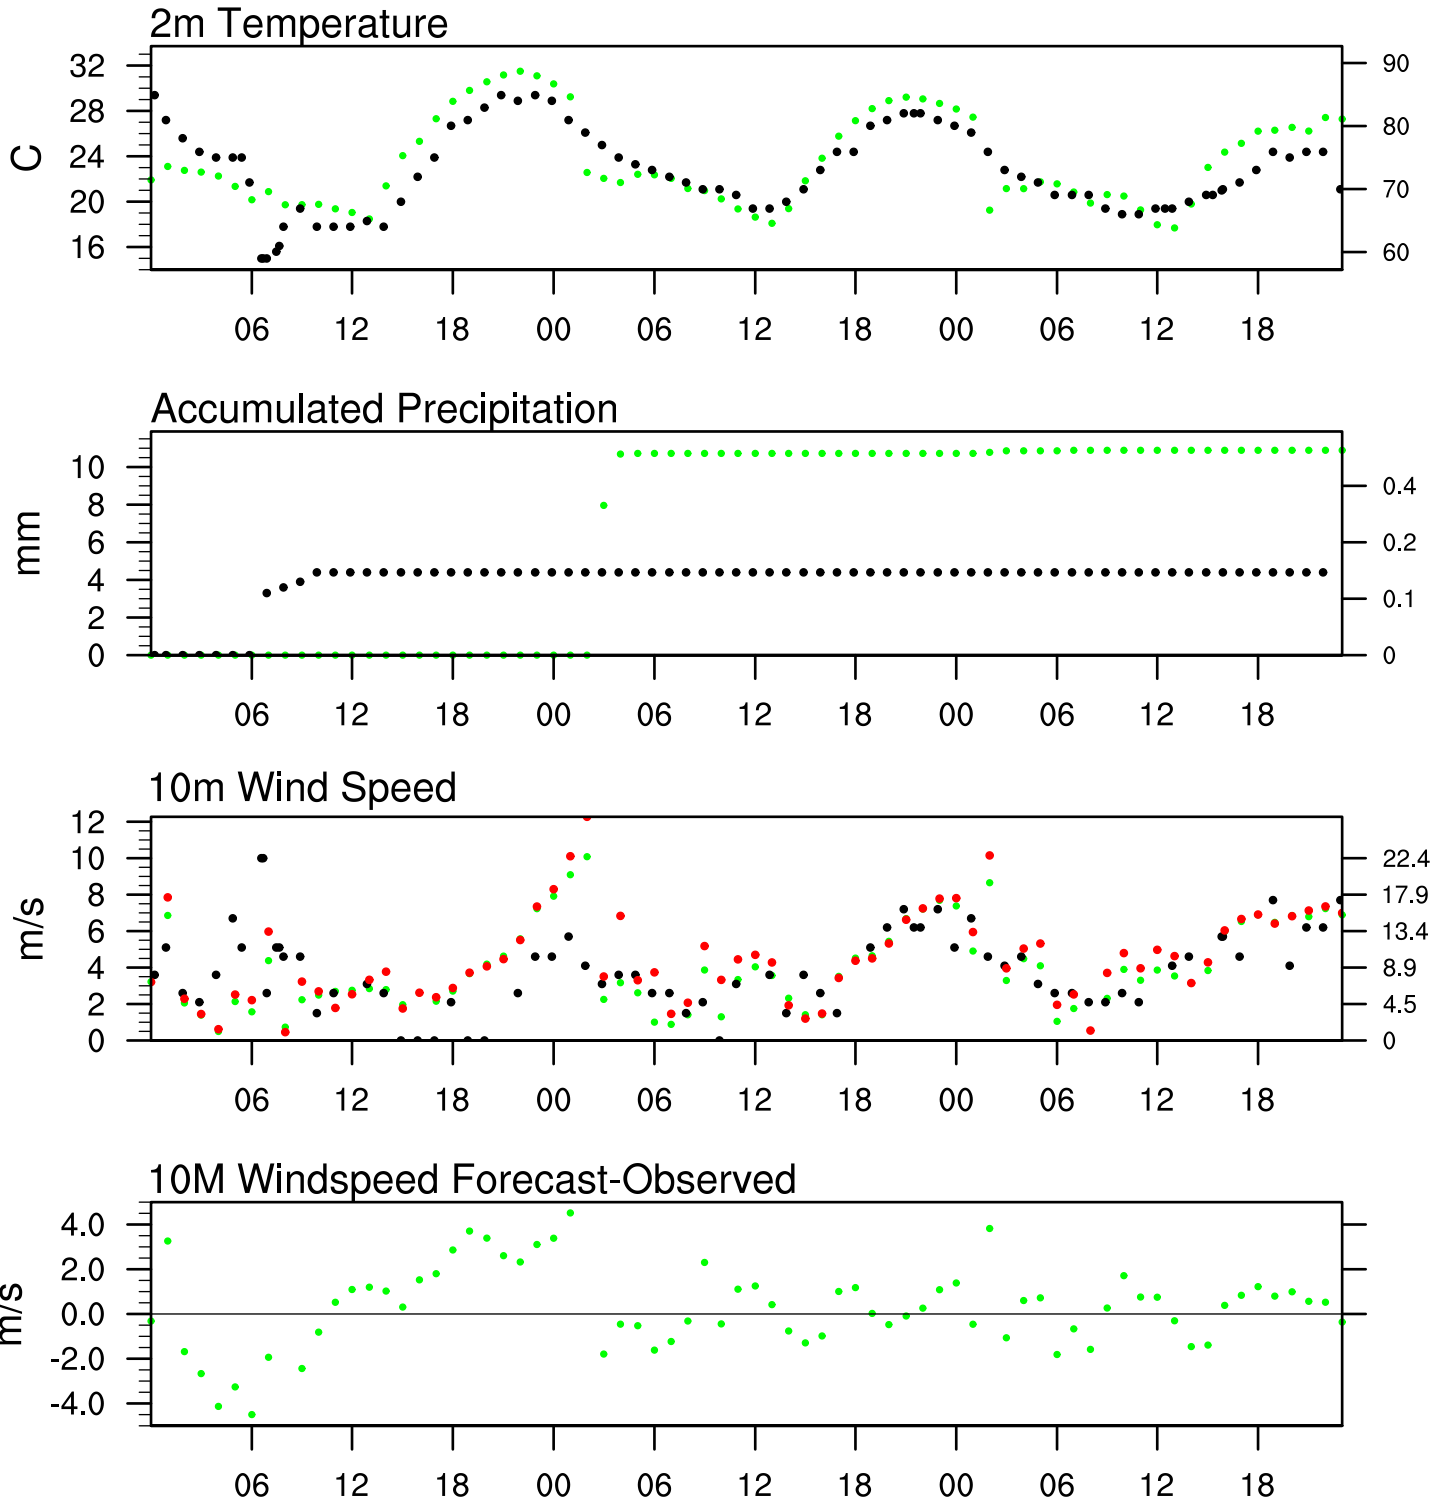 2m Temperature
32 90
28
80
C 24
20 70
16 60
06 12 18 00 06 12 18 00 06 12 18
Accumulated Precipitation
10
0.4
8
mm 6 0.2
4
0.1
2
0 0
06 12 18 00 06 12 18 00 06 12 18
10m Wind Speed
12
10 22.4
8 17.9
m/s 6 13.4
4 8.9
2 4.5
0 0
06 12 18 00 06 12 18 00 06 12 18
10M Windspeed Forecast-Observed
4.0
2.0
m/s 0.0
-2.0
-4.0
06 12 18 00 06 12 18 00 06 12 18